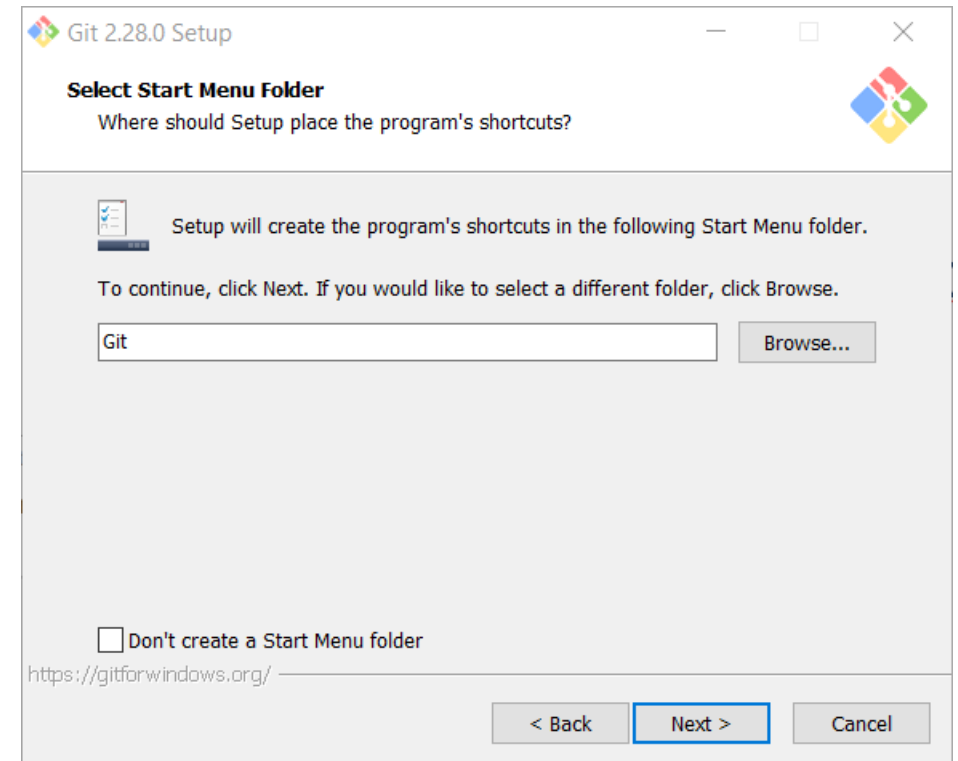 Git 2.28.0 Setup
Select Start Menu Folder
Where should Setup place the program's shortcuts?
Setup will create the program's shortcuts in the following Start Menu folder.
To continue, click Next. If you would like to select a different folder, click Browse.
Git
Browse...
Don't create a Start Menu folder
https://gitforwindows.org/
< Back
Next >
Cancel